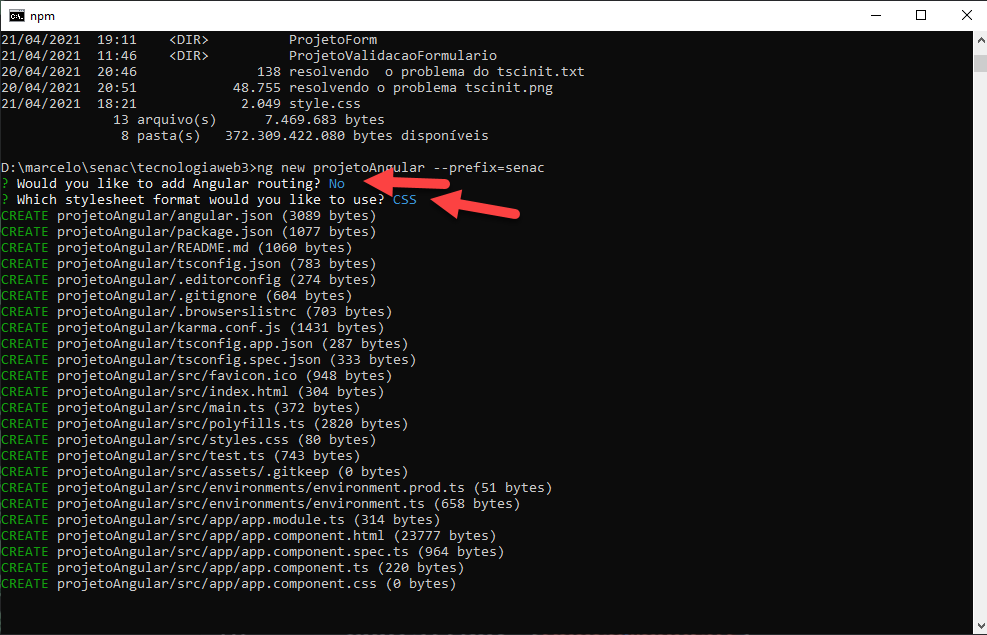 npm
21/04/2021  19:11    <DIR>          ProjetoForm
21/04/2021  11:46    <DIR>          ProjetoValidacaoFormulario
20/04/2021  20:46               138 resolvendo  o problema do tscinit.txt
20/04/2021  20:51            48.755 resolvendo o problema tscinit.png
21/04/2021  18:21             2.049 style.css
13 arquivo(s)      7.469.683 bytes
8 pasta(s)   372.309.422.080 bytes disponíveis
D:\marcelo\senac\tecnologiaweb3>ng new projetoAngular --prefix=senac
? Would you like to add Angular routing? No
? Which stylesheet format would you like to use? CSS
CREATE projetoAngular/angular.json (3089 bytes)
CREATE projetoAngular/package.json (1077 bytes)
CREATE projetoAngular/README.md (1060 bytes)
CREATE projetoAngular/tsconfig.json (783 bytes)
CREATE projetoAngular/.editorconfig (274 bytes)
CREATE projetoAngular/.gitignore (604 bytes)
CREATE projetoAngular/.browserslistrc (703 bytes)
CREATE projetoAngular/karma.conf.js (1431 bytes)
CREATE projetoAngular/tsconfig.app.json (287 bytes)
CREATE projetoAngular/tsconfig.spec.json (333 bytes)
CREATE projetoAngular/src/favicon.ico (948 bytes)
CREATE projetoAngular/src/index.html (304 bytes)
CREATE projetoAngular/src/main.ts (372 bytes)
CREATE projetoAngular/src/polyfills.ts (2820 bytes)
CREATE projetoAngular/src/styles.css (80 bytes)
CREATE projetoAngular/src/test.ts (743 bytes)
CREATE projetoAngular/src/assets/.gitkeep (0 bytes)
CREATE projetoAngular/src/environments/environment.prod.ts (51 bytes)
CREATE projetoAngular/src/environments/environment.ts (658 bytes)
CREATE projetoAngular/src/app/app.module.ts (314 bytes)
CREATE projetoAngular/src/app/app.component.html (23777 bytes)
CREATE projetoAngular/src/app/app.component.spec.ts (964 bytes)
CREATE projetoAngular/src/app/app.component.ts (220 bytes)
CREATE projetoAngular/src/app/app.component.css (0 bytes)